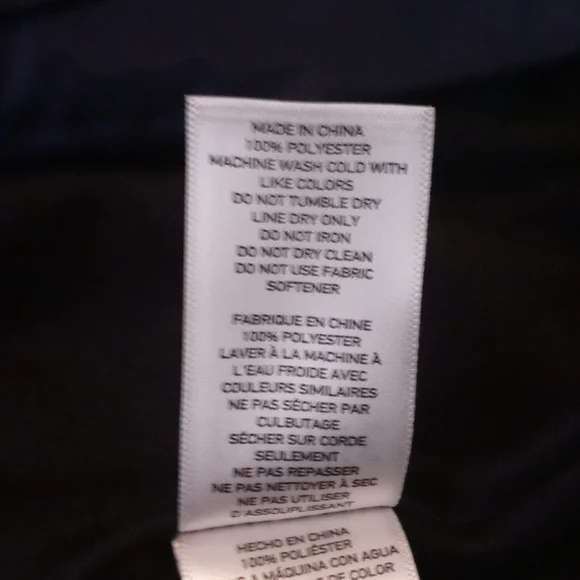 MADE IN CHINA
100% POLYESTER
MACHINE WASH COLD WITH
LIKE COLORS
DO NOT TUMBLE DRY
LINE DRY ONLY
DO NOT IRON
DO NOT DRY CLEAN
DO NOT USE FABRIC
SOFTENER
FABRIQUE EN CHINE
100% POLYESTER
LAVER À LA MACHINE À
L'EAU FROIDE AVEC
COULEURS SIMILAIRES
NE PAS SÉCHER PAR
CULBUTAGE
SÉCHER SUR CORDE
SEULEMENT
NE PAS REPASSER
NE PAS NETTOYER À SEC
NE PAS UTILISER
D'ASSOUPLISSANT
HECHO EN CHINA
100% POLIÉSTER
A MÁQUINA CON AGUA
DE COLOR